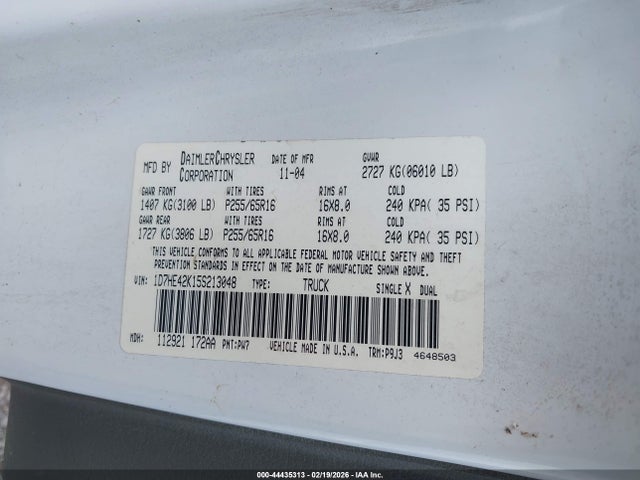 MFD BY DAIMLERCHRYSLER CORPORATION DATE OF MFR 11-04 GVWR 2727 KG(06010 LB)
GAWR FRONT WITH TIRES RIMS AT COLD
1407 KG(3100 LB) P255/65R16 16X8.0 240 KPA( 35 PSI)
GAWR REAR WITH TIRES RIMS AT COLD
1727 KG(3806 LB) P255/65R16 16X8.0 240 KPA( 35 PSI)
THIS VEHICLE CONFORMS TO ALL APPLICABLE FEDERAL MOTOR VEHICLE SAFETY AND THEFT
PREVENTION STANDARDS IN EFFECT ON THE DATE OF MANUFACTURE SHOWN ABOVE.
VIN: 1D7HE42K15S213048 TYPE: TRUCK SINGLE X DUAL
MDH: 112921 172AA PNT:PW7 VEHICLE MADE IN U.S.A. TRM:P9J3 4648503
000-44435313 - 02/19/2026 - IAA Inc.